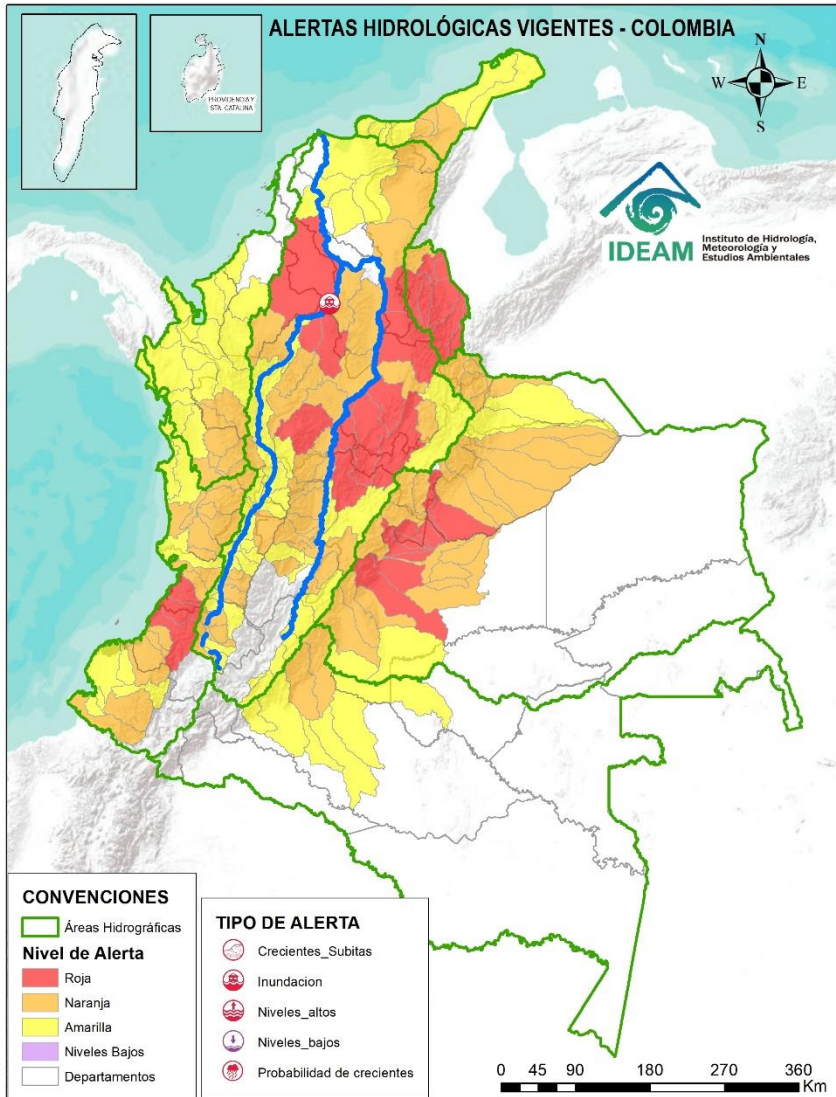 ALERTAS HIDROLÓGICAS VIGENTES - COLOMBIA
PROVIDENCIA Y
STA. CATALINA
N
W
E
S
IDEAM
Instituto de Hidrología,
Meteorología y
Estudios Ambientales
CONVENCIONES
Áreas Hidrográficas
Nivel de Alerta
Roja
Naranja
Amarilla
Niveles Bajos
Departamentos
TIPO DE ALERTA
Crecientes_Subitas
Inundacion
Niveles_altos
Niveles_bajos
Probabilidad de crecientes
0 45 90 180 270 360
Km